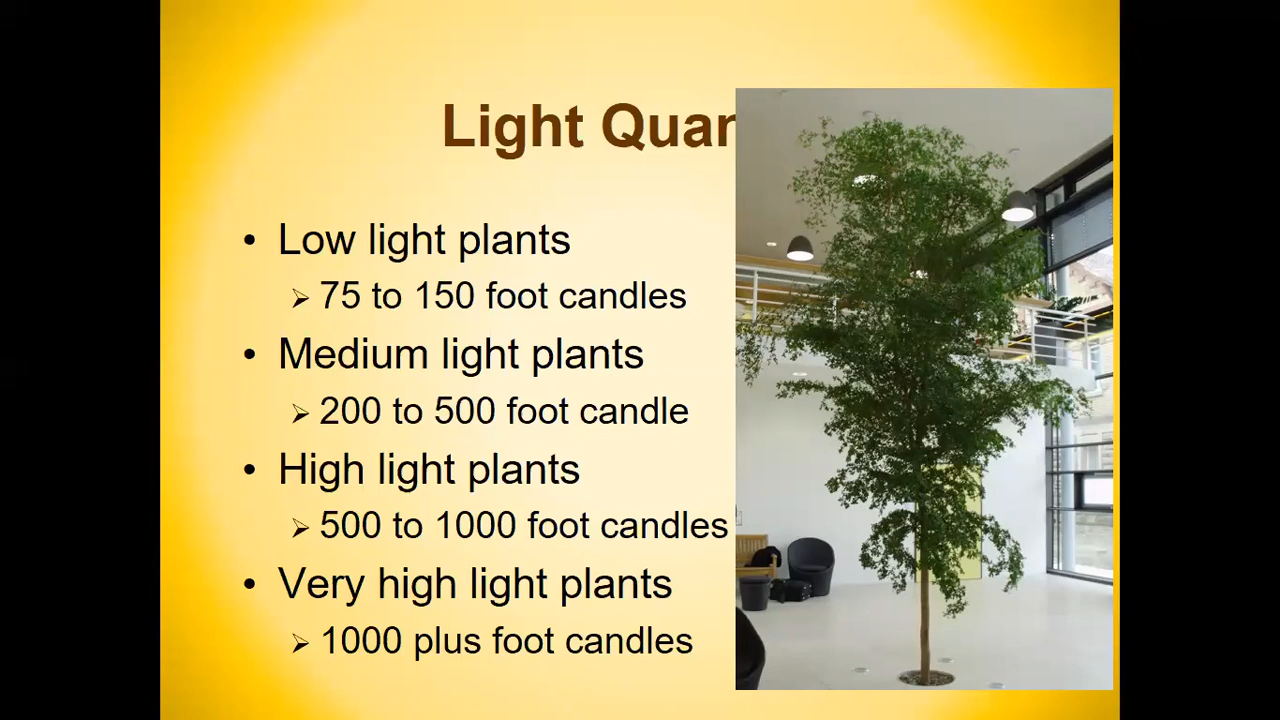 Light Quan
• Low light plants
➢ 75 to 150 foot candles
• Medium light plants
➢ 200 to 500 foot candle
• High light plants
➢ 500 to 1000 foot candles
• Very high light plants
➢ 1000 plus foot candles